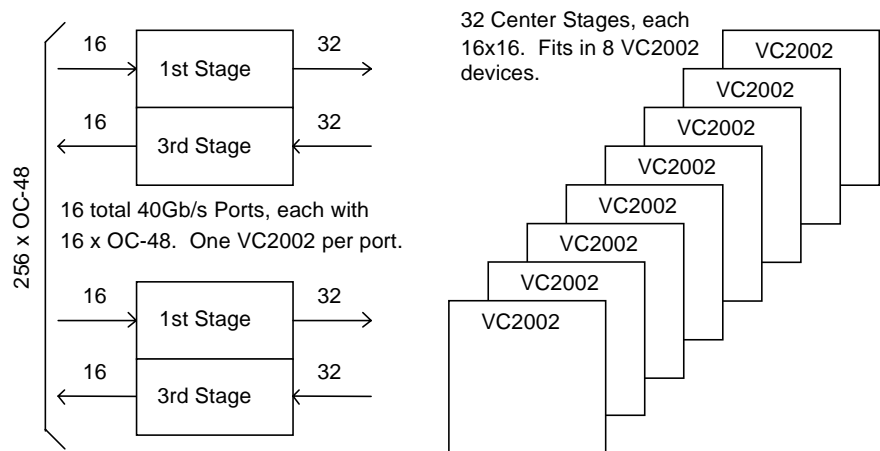 16
32
1st Stage
16
32
3rd Stage
256 x OC-48
16 total 40Gb/s Ports, each with
16 x OC-48. One VC2002 per port.
16
32
1st Stage
16
32
3rd Stage
32 Center Stages, each
16x16. Fits in 8 VC2002
devices.
VC2002
VC2002
VC2002
VC2002
VC2002
VC2002
VC2002
VC2002